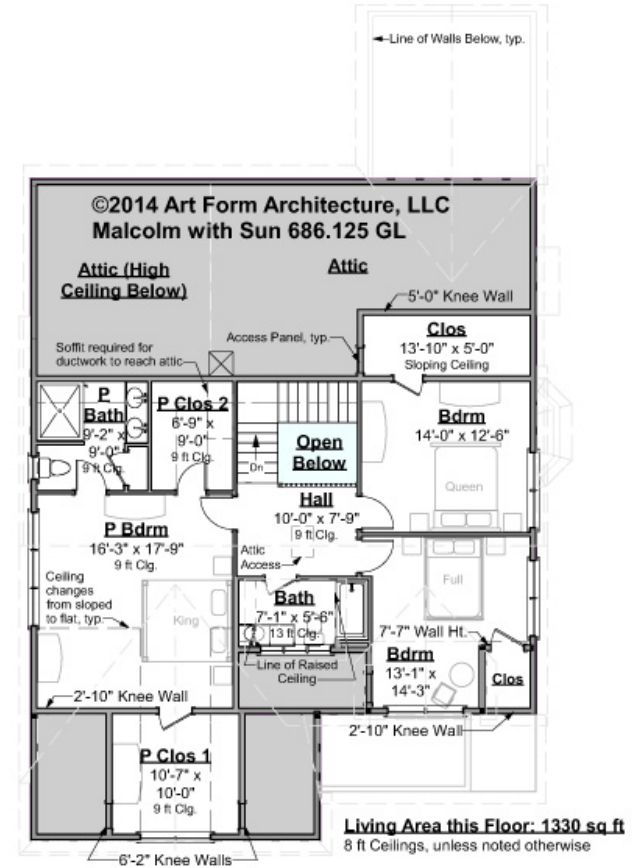 Line of Walls Below, typ.
©2014 Art Form Architecture, LLC
Malcolm with Sun 686.125 GL
Attic (High
Ceiling Below)
Attic
5'-0" Knee Wall
Soffit required for
ductwork to reach attic
Access Panel, typ.
Clos
13'-10" x 5'-0"
Sloping Ceiling
P
Bath
9'-2" x
9'-0"
9 ft Clg.
P Clos 2
6'-9" x
9'-0"
9 ft Clg.
Dn
Open
Below
Bdrm
14'-0" x 12'-6"
Queen
Hall
10'-0" x 7'-9"
9 ft Clg.
P Bdrm
16'-3" x 17'-9"
9 ft Clg.
Attic
Access
Ceiling
changes
from sloped
to flat, typ.
King
Full
Bath
7'-1" x 5'-6"
13 ft Clg.
7'-7" Wall Ht.
Line of Raised
Ceiling
Bdrm
13'-1" x
14'-3"
Clos
2'-10" Knee Wall
2'-10" Knee Wall
P Clos 1
10'-7" x
10'-0"
9 ft Clg.
6'-2" Knee Walls
Living Area this Floor: 1330 sq ft
8 ft Ceilings, unless noted otherwise